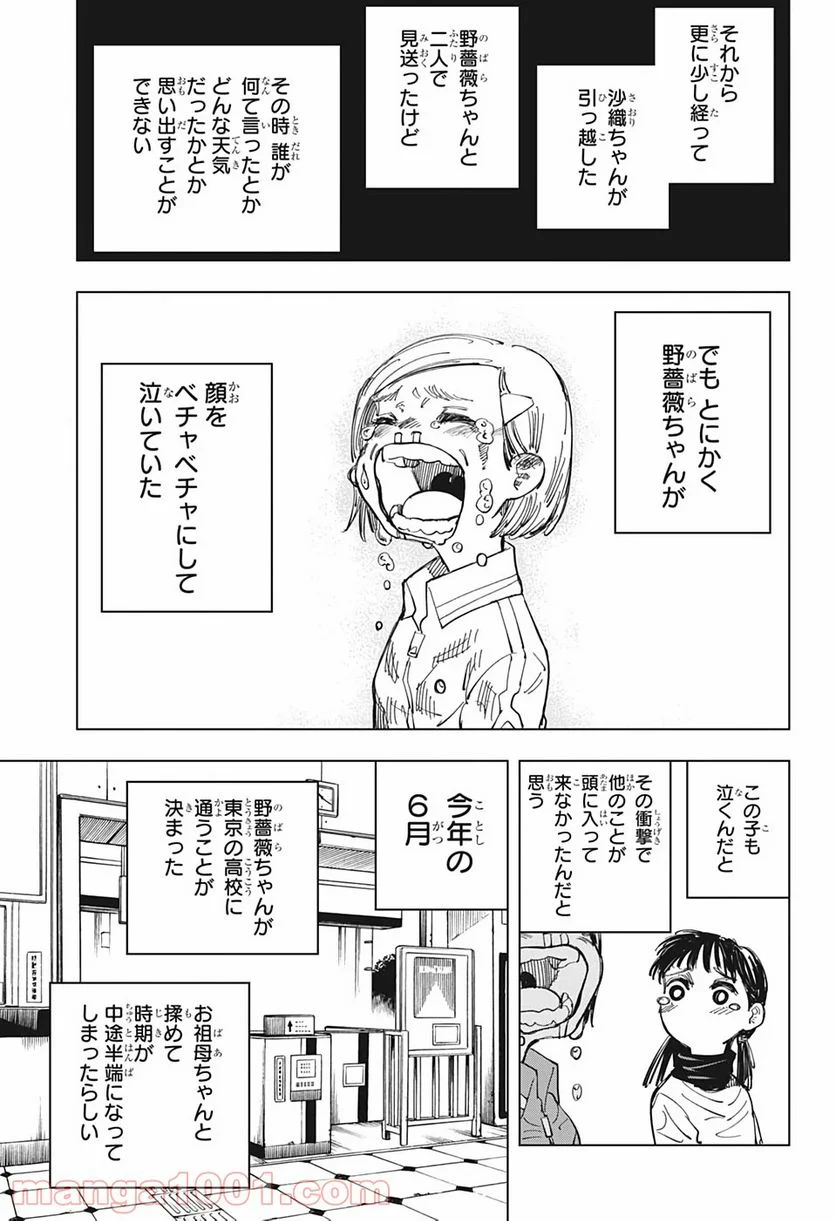 それから
更に少し経って
沙織ちゃんが
引っ越した
野薔薇ちゃんと
二人で
見送ったけど
その時 誰が
何て言ったとか
どんな天気
だったかとか
思い出すことが
できない
でも とにかく
野薔薇ちゃんが
顔を
ベチャベチャにして
泣いていた
この子も
泣くんだと
その衝撃で
他のことが
頭に入って
来なかったんだと
思う
今年の
6月
野薔薇ちゃんが
東京の高校に
通うことが
決まった
お祖母ちゃんと
揉めて
時期が
中途半端になって
しまったらしい
manga1001.com